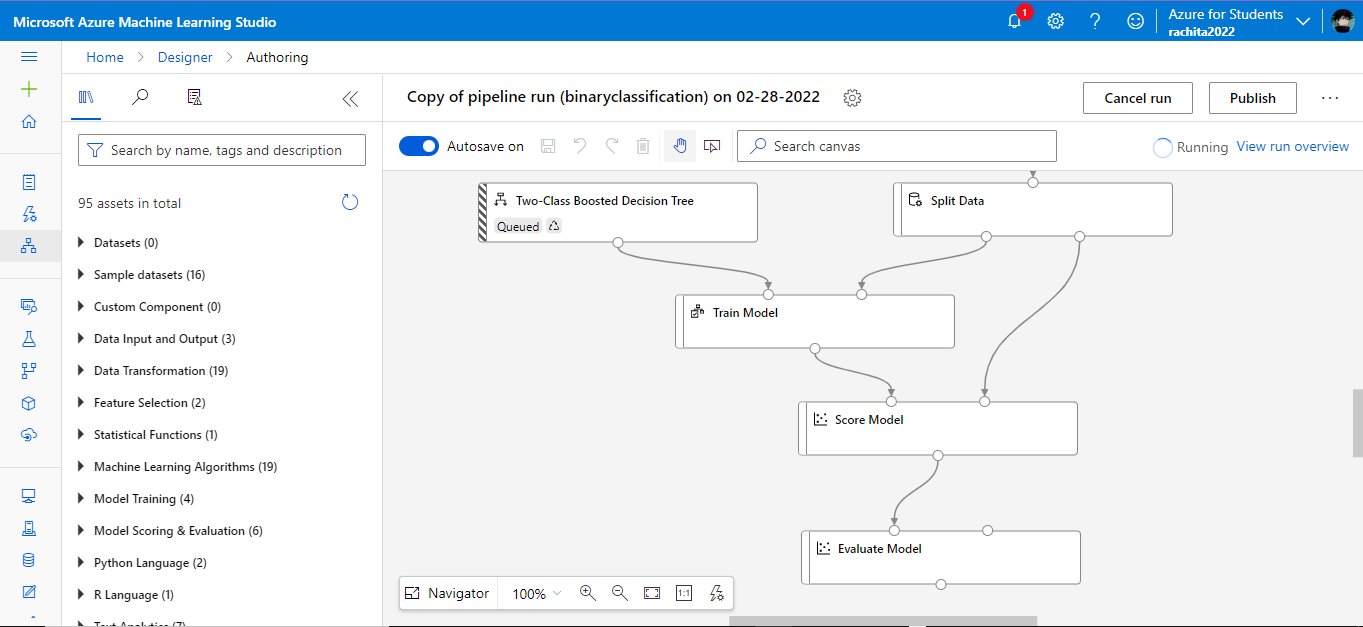 Microsoft Azure Machine Learning Studio
1
Azure for Students
rachita2022
Home > Designer > Authoring
Copy of pipeline run (binaryclassification) on 02-28-2022
Cancel run
Publish
Search by name, tags and description
Autosave on
Search canvas
Running
View run overview
95 assets in total
Datasets (0)
Sample datasets (16)
Custom Component (0)
Data Input and Output (3)
Data Transformation (19)
Feature Selection (2)
Statistical Functions (1)
Machine Learning Algorithms (19)
Model Training (4)
Model Scoring & Evaluation (6)
Python Language (2)
R Language (1)
Text Analytics (7)
Two-Class Boosted Decision Tree
Queued
Split Data
Train Model
Score Model
Evaluate Model
Navigator
100%
1:1